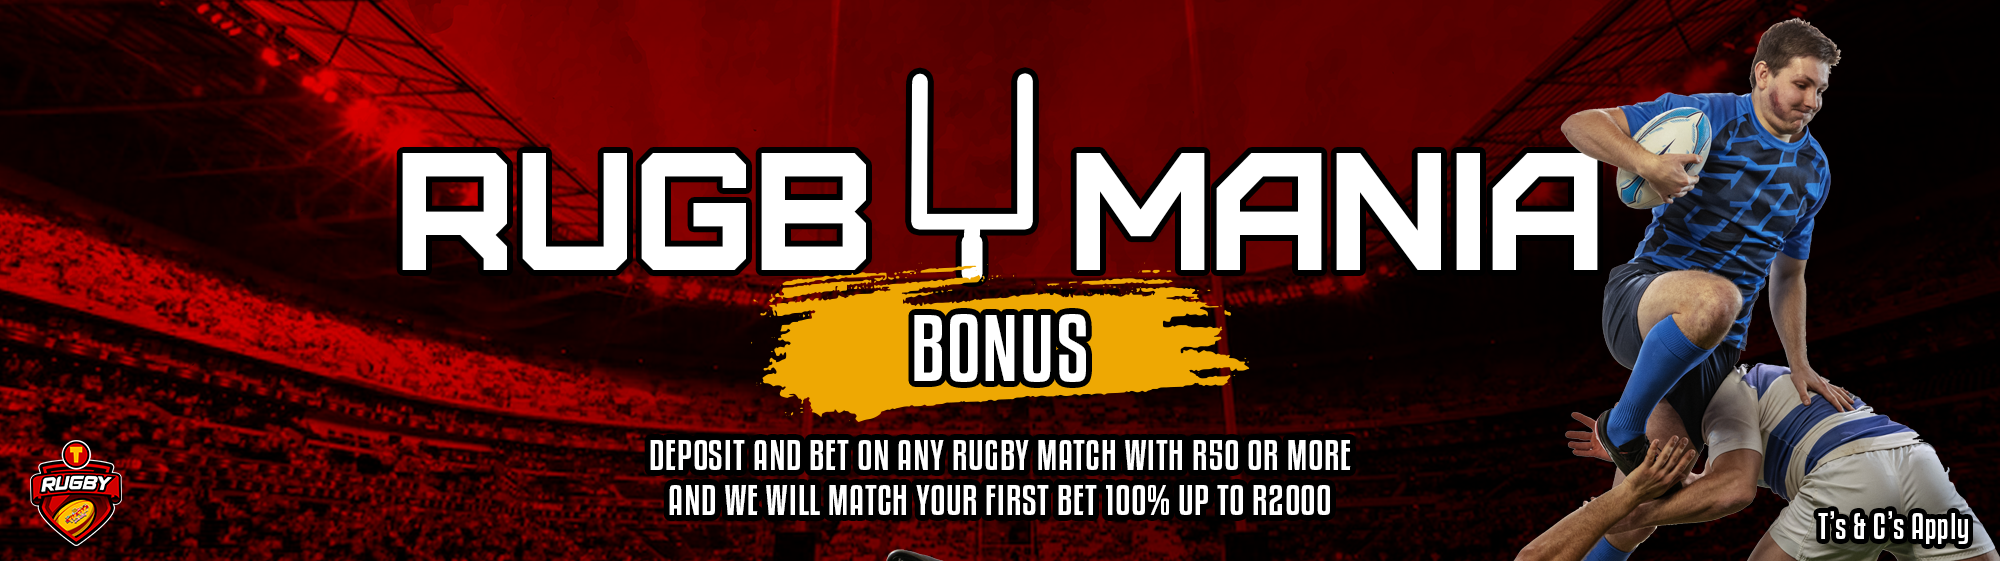 RUGBY MANIA
BONUS
DEPOSIT AND BET ON ANY RUGBY MATCH WITH R50 OR MORE
AND WE WILL MATCH YOUR FIRST BET 100% UP TO R2000
T
RUGBY
T's & C's Apply